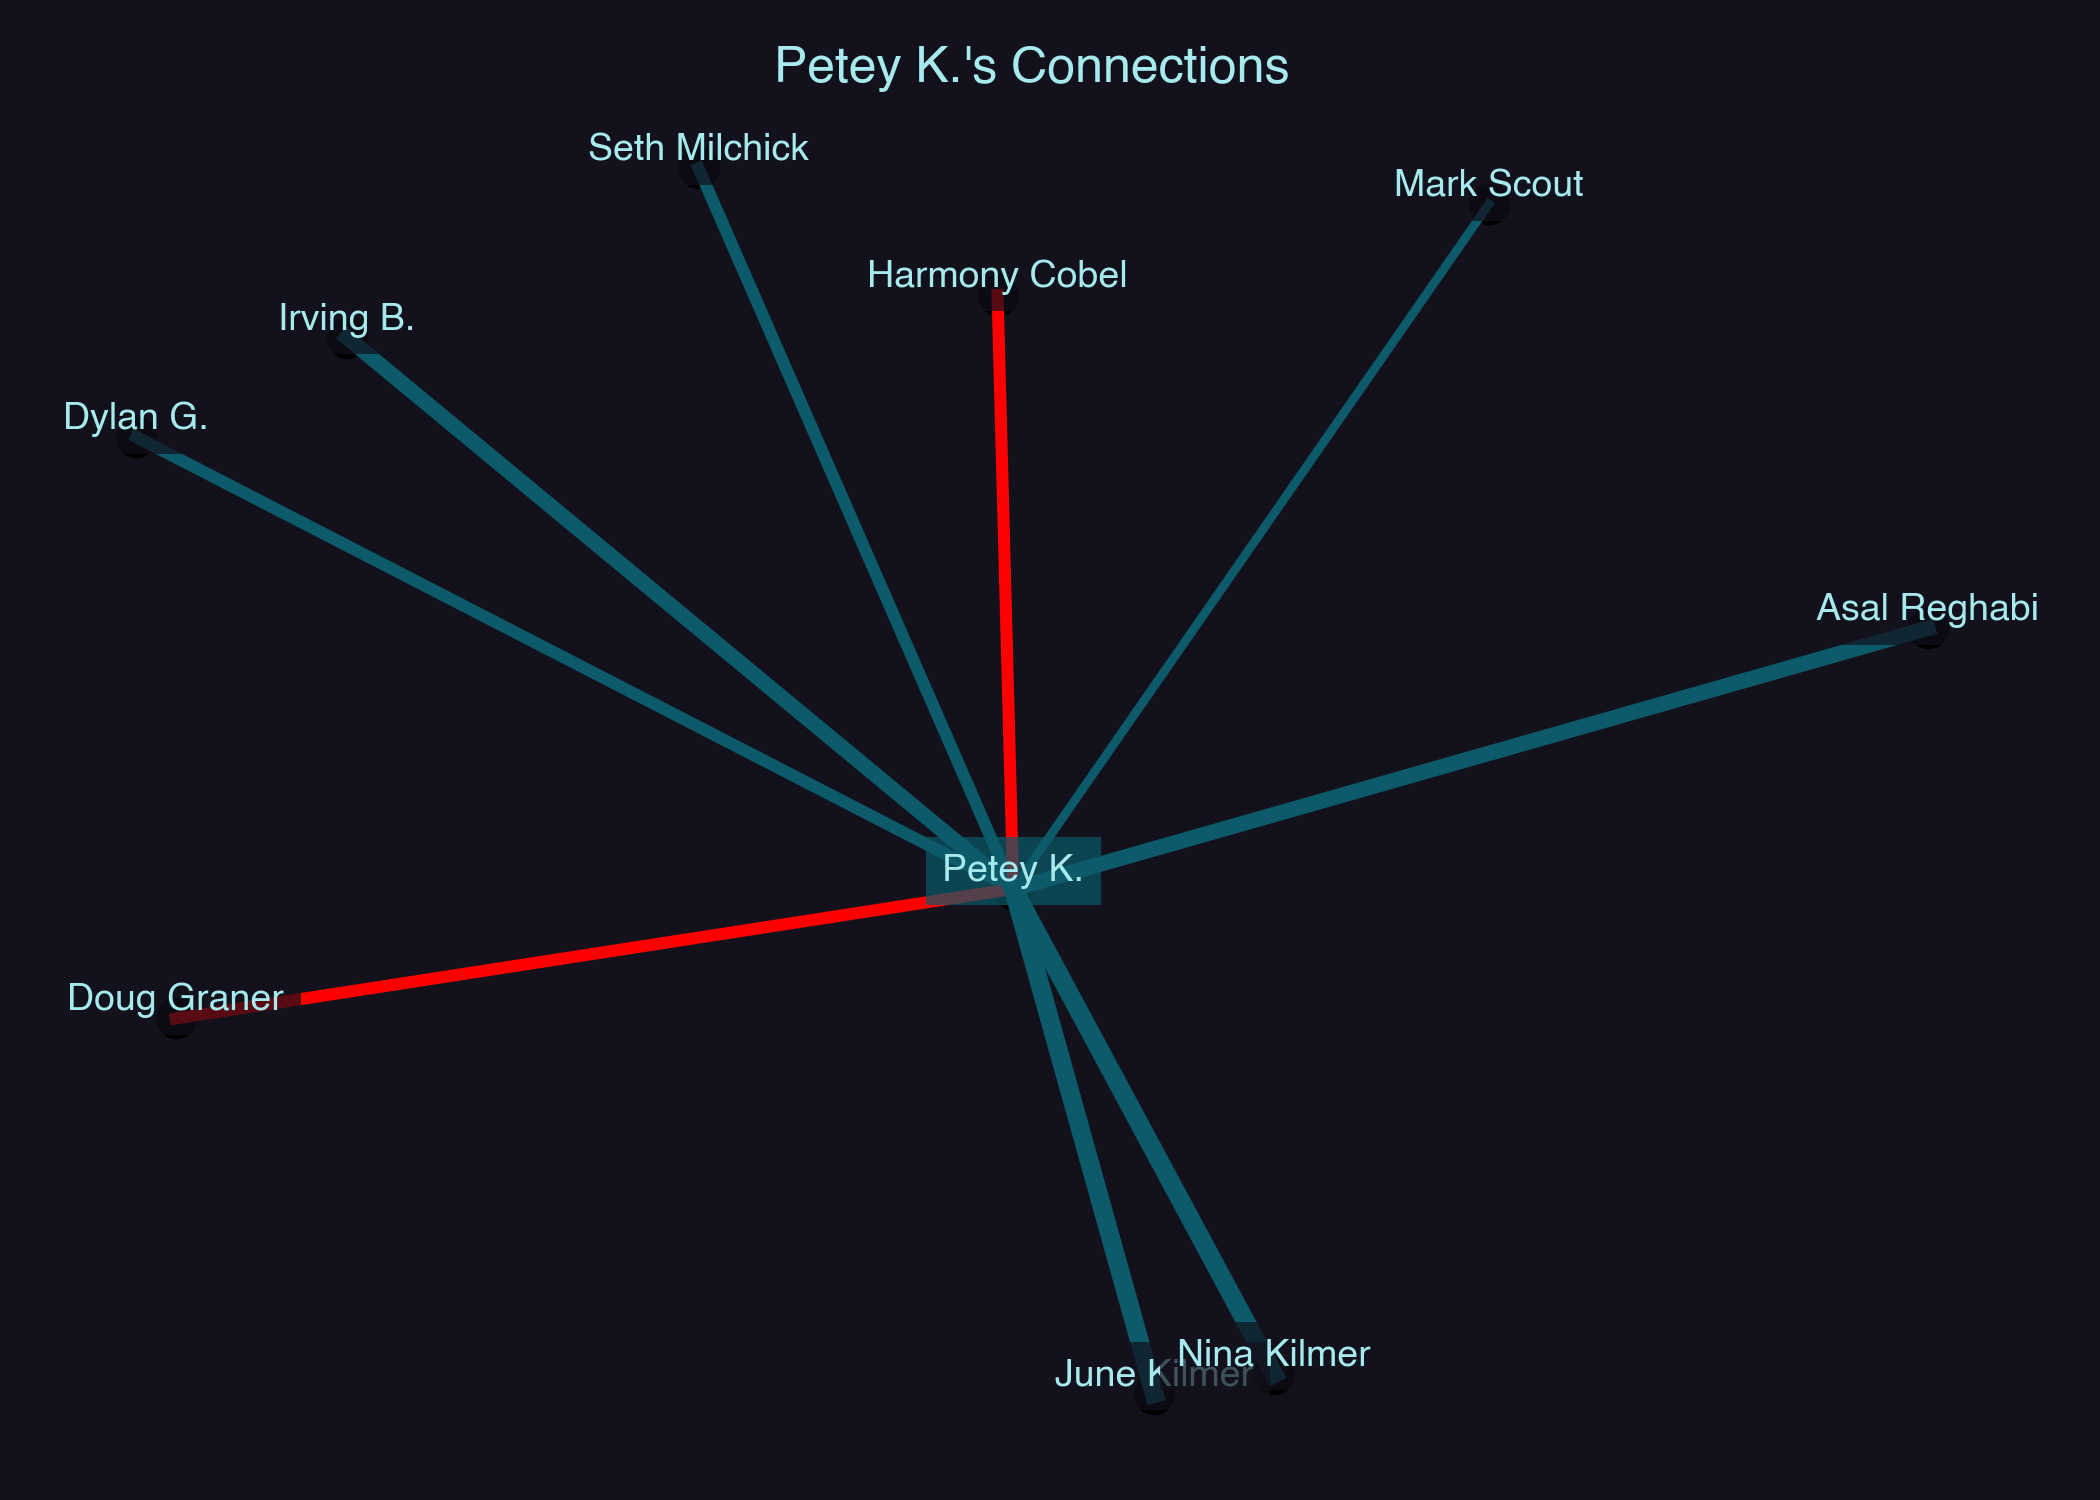 Petey K.'s Connections
Seth Milchick
Mark Scout
Harmony Cobel
Irving B.
Dylan G.
Asal Reghabi
Petey K.
Doug Graner
Nina Kilmer
June Kilmer